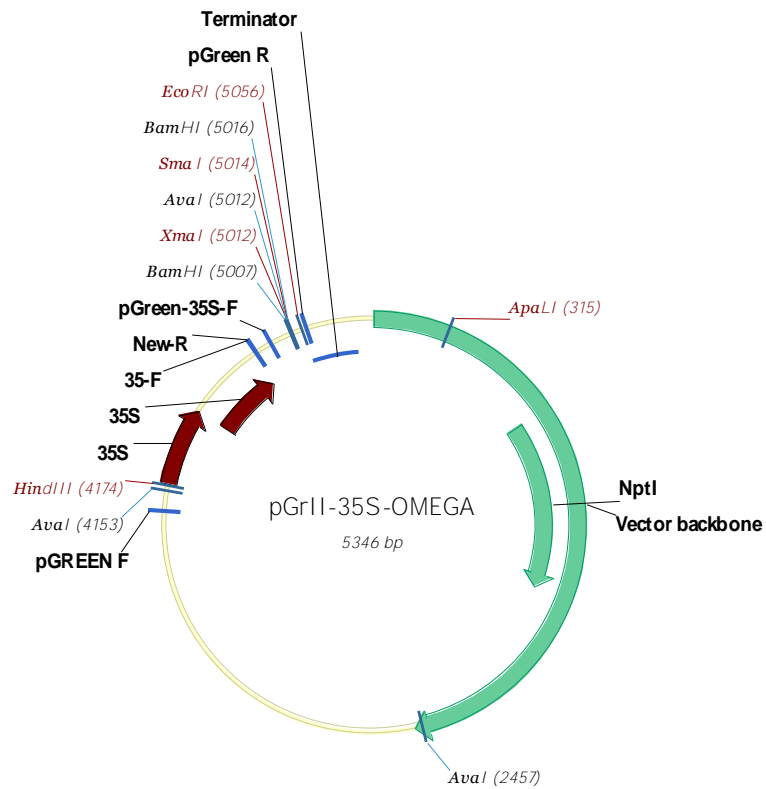 Terminator
pGreen R
EcoRI (5056)
BamHI (5016)
Sma I (5014)
AvaI (5012)
XmaI (5012)
BamHI (5007)
pGreen-35S-F
New-R
35-F
35S
35S
HindIII (4174)
AvaI (4153)
pGREEN F
ApaLI (315)
NptI
Vector backbone
pGrII-35S-OMEGA
5346 bp
AvaI (2457)